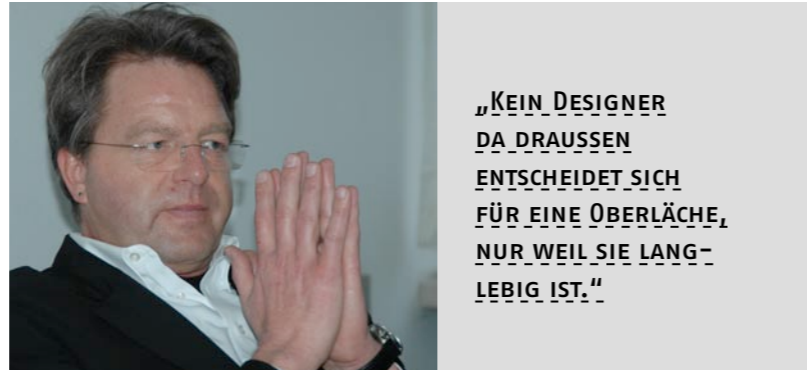 „Kein Designer
da draussen
entscheidet sich
für eine Oberläche,
nur weil sie lang-
lebig ist.“